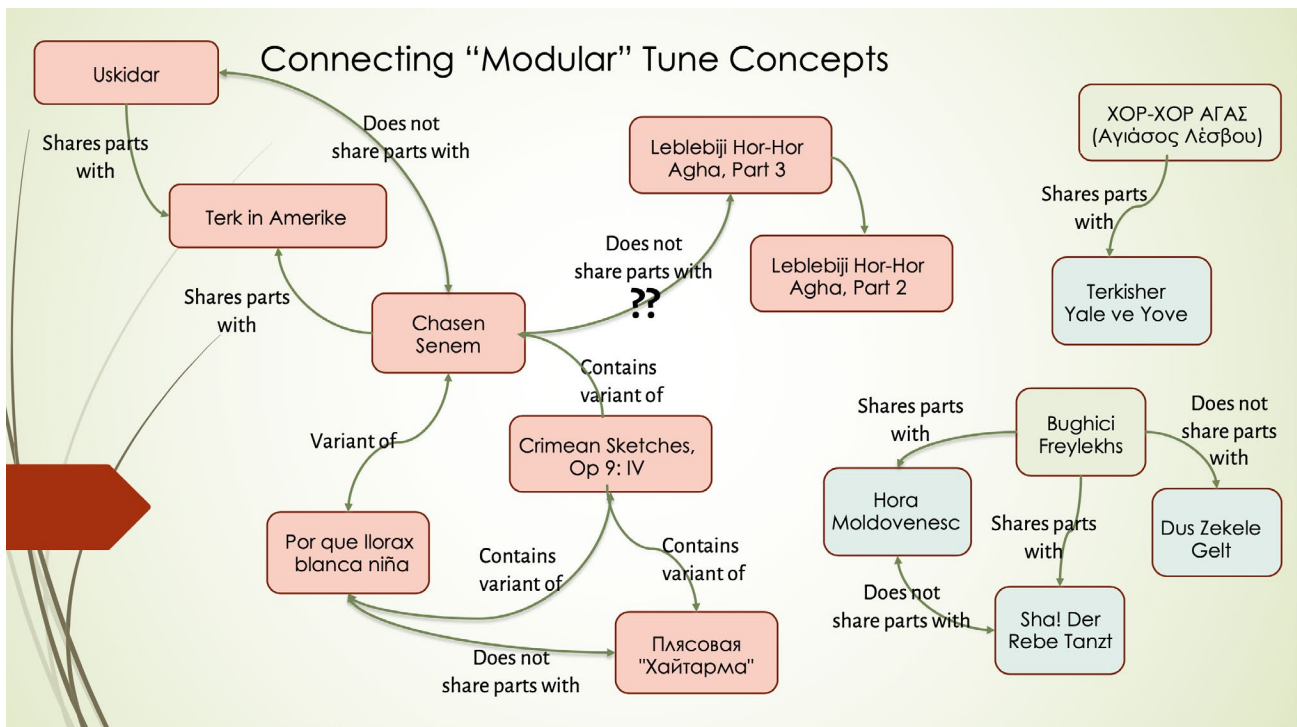 Connecting “Modular” Tune Concepts
Uskidar
Does not
share parts with
Shares parts
with
Terk in Amerike
Shares parts
with
Chasen
Senem
Leblebiji Hor-Hor
Agha, Part 3
Does not
share parts with
??
Leblebiji Hor-Hor
Agha, Part 2
Contains
variant of
Variant of
Crimean Sketches,
Op 9: IV
Por que llorax
blanca niña
Contains
variant of
Contains
variant of
Does not
share parts with
Плясовая
"Хайтарма"
ΧΟΡ-ΧΟΡ ΑΓΑΣ
(Αγιάσος Λέσβου)
Shares parts
with
Terkisher
Yale ve Yove
Bughici
Freylekhs
Shares parts
with
Does not
share parts
with
Hora
Moldovenesc
Shares parts
with
Dus Zekele
Gelt
Does not
share parts with
Sha! Der
Rebe Tanzt